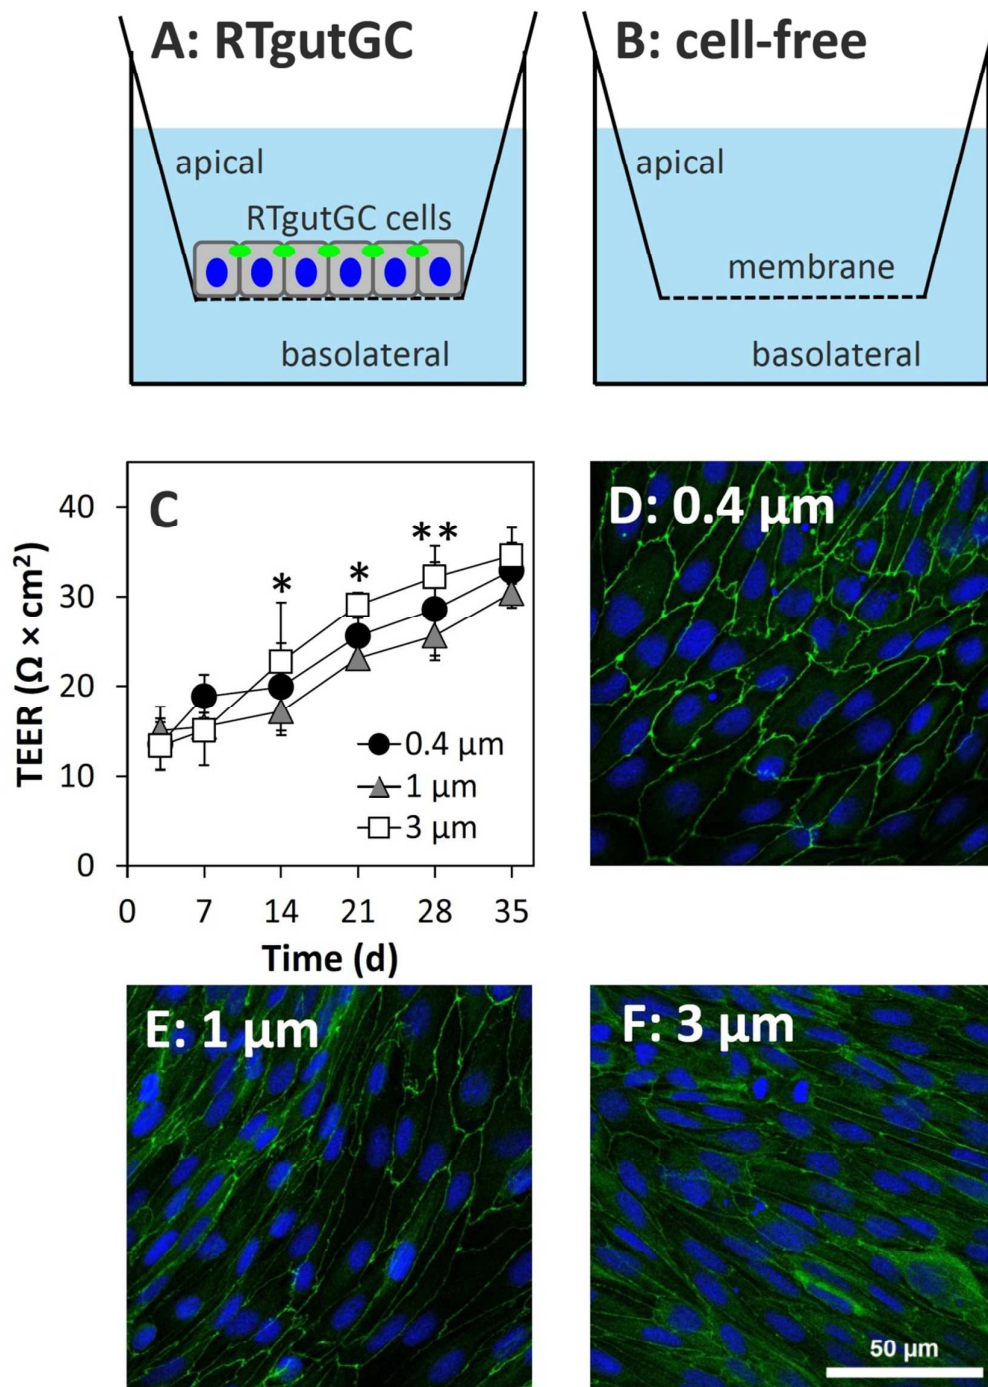 A: RTgutGC
apical
RTgutGC cells
basolateral
B: cell-free
apical
membrane
basolateral
C
TEER (Ω × cm²)
40
30
20
10
0
*
*
**
0.4 µm
1 µm
3 µm
0 7 14 21 28 35
Time (d)
D: 0.4 µm
E: 1 µm
F: 3 µm
50 µm